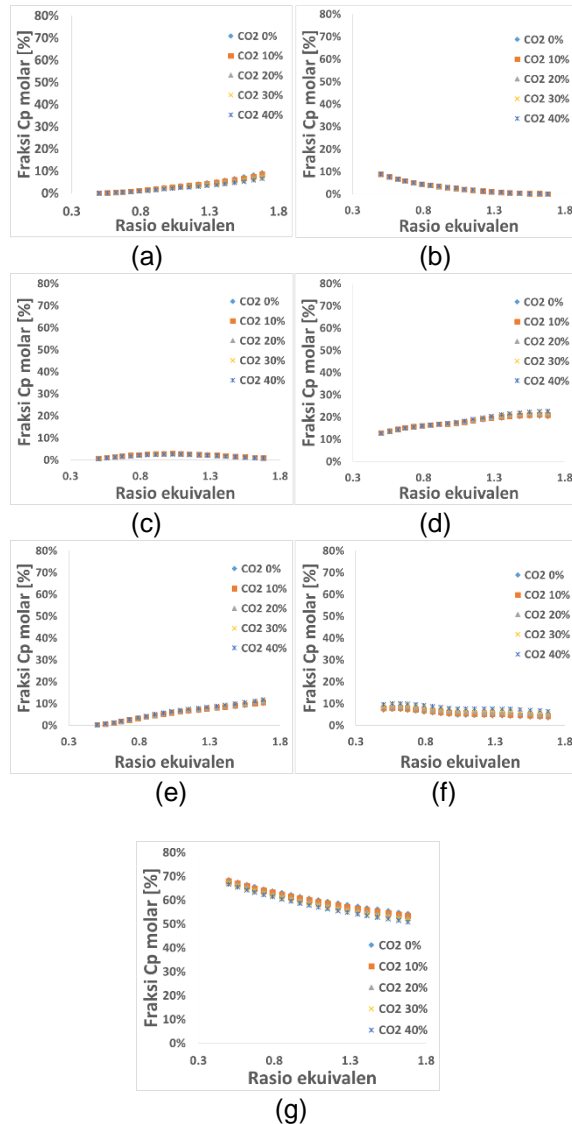 80%
70%
60%
50%
40%
30%
20%
10%
0%
0.3 0.8 1.3 1.8
Fraksi Cp molar [%]
Rasio ekuivalen
CO2 0%
CO2 10%
CO2 20%
CO2 30%
CO2 40%
(a)
80%
70%
60%
50%
40%
30%
20%
10%
0%
0.3 0.8 1.3 1.8
Fraksi Cp molar [%]
Rasio ekuivalen
CO2 0%
CO2 10%
CO2 20%
CO2 30%
CO2 40%
(b)
80%
70%
60%
50%
40%
30%
20%
10%
0%
0.3 0.8 1.3 1.8
Fraksi Cp molar [%]
Rasio ekuivalen
CO2 0%
CO2 10%
CO2 20%
CO2 30%
CO2 40%
(c)
80%
70%
60%
50%
40%
30%
20%
10%
0%
0.3 0.8 1.3 1.8
Fraksi Cp molar [%]
Rasio ekuivalen
CO2 0%
CO2 10%
CO2 20%
CO2 30%
CO2 40%
(d)
80%
70%
60%
50%
40%
30%
20%
10%
0%
0.3 0.8 1.3 1.8
Fraksi Cp molar [%]
Rasio ekuivalen
CO2 0%
CO2 10%
CO2 20%
CO2 30%
CO2 40%
(e)
80%
70%
60%
50%
40%
30%
20%
10%
0%
0.3 0.8 1.3 1.8
Fraksi Cp molar [%]
Rasio ekuivalen
CO2 0%
CO2 10%
CO2 20%
CO2 30%
CO2 40%
(f)
80%
70%
60%
50%
40%
30%
20%
10%
0%
0.3 0.8 1.3 1.8
Fraksi Cp molar [%]
Rasio ekuivalen
CO2 0%
CO2 10%
CO2 20%
CO2 30%
CO2 40%
(g)